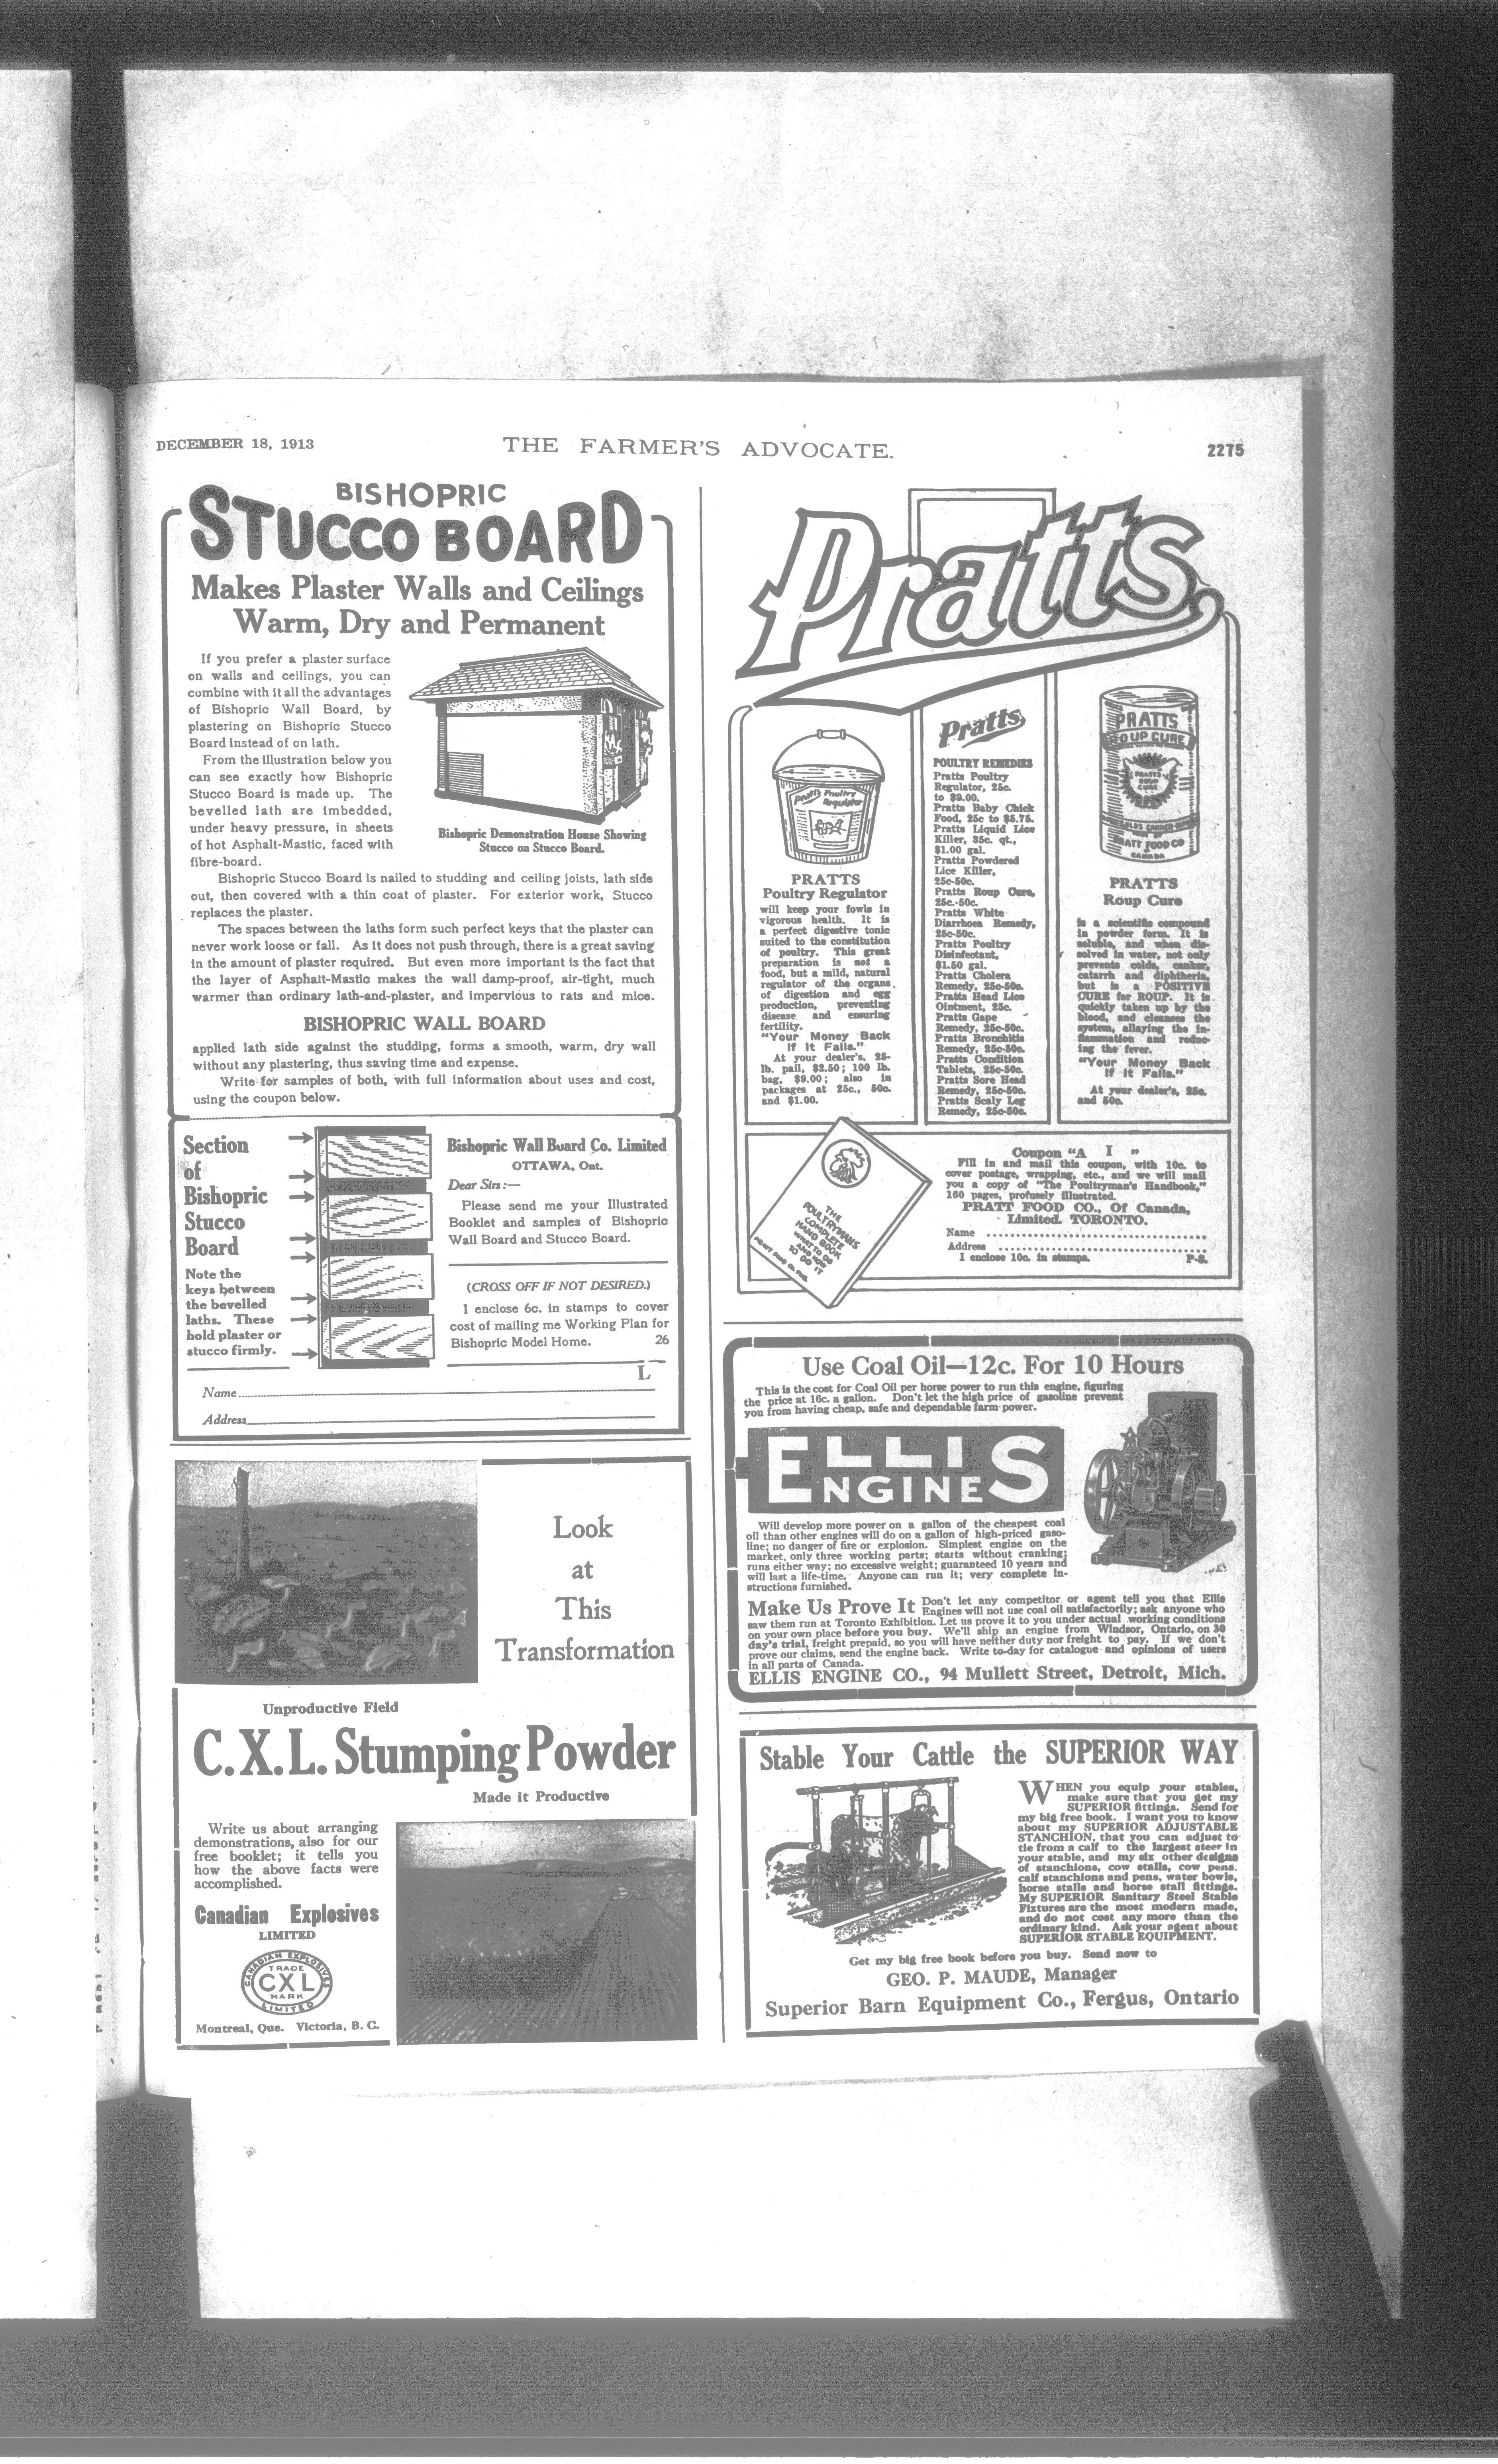 DECEMBER 18, 1913
THE FARMER'S ADVOCATE.
2275
BISHOPRIC
STUCCO BOARD
Makes Plaster Walls and Ceilings
Warm, Dry and Permanent
If you prefer a plaster surface
on walls and ceilings, you can
combine with it all the advantages
of Bishopric Wall Board, by
plastering on Bishopric Stucco
Board instead of on lath.
From the illustration below you
can see exactly how Bishopric
Stucco Board is made up. The
bevelled lath are imbedded,
under heavy pressure, in sheets
of hot Asphalt-Mastic, faced with
fibre-board.
Bishopric Demonstration House Showing
Stucco on Stucco Board.
Bishopric Stucco Board is nailed to studding and ceiling joists, lath side
out, then covered with a thin coat of plaster. For exterior work, Stucco
replaces the plaster.
The spaces between the laths form such perfect keys that the plaster can
never work loose or fall. As it does not push through, there is a great saving
in the amount of plaster required. But even more important is the fact that
the layer of Asphalt-Mastic makes the wall damp-proof, air-tight, much
warmer than ordinary lath-and-plaster, and impervious to rats and mice.
BISHOPRIC WALL BOARD
applied lath side against the studding, forms a smooth, warm, dry wall
without any plastering, thus saving time and expense.
Write for samples of both, with full information about uses and cost,
using the coupon below.
Section
of
Bishopric
Stucco
Board
Note the
keys between
the bevelled
laths. These
hold plaster or
stucco firmly.
Bishopric Wall Board Co. Limited
OTTAWA, Ont.
Dear Sirs:—
Please send me your Illustrated
Booklet and samples of Bishopric
Wall Board and Stucco Board.
(CROSS OFF IF NOT DESIRED.)
I enclose 6c. in stamps to cover
cost of mailing me Working Plan for
Bishopric Model Home. 26
L
Name
Address
Look
at
This
Transformation
Unproductive Field
C.X.L. Stumping Powder
Made it Productive
Write us about arranging
demonstrations, also for our
free booklet; it tells you
how the above facts were
accomplished.
Canadian Explosives
LIMITED
CANADIAN EXPLOSIVES
TRADE
CXL
MARK
LIMITED
Montreal, Que. Victoria, B. C.
Pratts
Pratts Poultry
Regulator
PRATTS
Poultry Regulator
will keep your fowls in
vigorous health. It is
a perfect digestive tonic
suited to the constitution
of poultry. This great
preparation is not a
food, but a mild, natural
regulator of the organs
of digestion and egg
production, preventing
disease and ensuring
fertility.
"Your Money Back
If It Fails."
At your dealer's, 25-
lb. pail, $2.50; 100 lb.
bag, $9.00; also in
packages at 25c., 50c.
and $1.00.
Pratts
POULTRY REMEDIES
Pratts Poultry
Regulator, 25c.
to $9.00.
Pratts Baby Chick
Food, 25c to $5.75.
Pratts Liquid Lice
Killer, 35c. qt.,
$1.00 gal.
Pratts Powdered
Lice Killer,
25c-50c.
Pratts Roup Cure,
25c.-50c.
Pratts White
Diarrhoea Remedy,
25c-50c.
Pratts Poultry
Disinfectant,
$1.50 gal.
Pratts Cholera
Remedy, 25c-50c.
Pratts Head Lice
Ointment, 25c.
Pratts Gape
Remedy, 25c-50c.
Pratts Bronchitis
Remedy, 25c-50c.
Pratts Condition
Tablets, 25c-50c.
Pratts Sore Head
Remedy, 25c-50c.
Pratts Scaly Leg
Remedy, 25c-50c.
PRATTS
ROUP CURE
PRATTS
ROUP
CURE
PRATT FOOD CO
CANADA
PRATTS
Roup Cure
is a scientific compound
in powder form. It is
soluble, and when dis-
solved in water, not only
prevents colds, canker,
catarrh and diphtheria,
but is a POSITIVE
CURE for ROUP. It is
quickly taken up by the
blood, and cleanses the
system, allaying the in-
flammation and reduc-
ing the fever.
"Your Money Back
If It Fails."
At your dealer's, 25c.
and 50c.
THE
POULTRYMANS
COMPLETE
HAND BOOK
WHAT TO DO
AND HOW
TO DO IT
Coupon "A I "
Fill in and mail this coupon, with 10c. to
cover postage, wrapping, etc., and we will mail
you a copy of "The Poultryman's Handbook,"
160 pages, profusely illustrated.
PRATT FOOD CO., Of Canada,
Limited. TORONTO.
Name
Address
I enclose 10c. in stamps. P-8.
Use Coal Oil—12c. For 10 Hours
This is the cost for Coal Oil per horse power to run this engine, figuring
the price at 16c. a gallon. Don't let the high price of gasoline prevent
you from having cheap, safe and dependable farm power.
ELLIS
ENGINES
Will develop more power on a gallon of the cheapest coal
oil than other engines will do on a gallon of high-priced gaso-
line; no danger of fire or explosion. Simplest engine on the
market, only three working parts; starts without cranking;
runs either way; no excessive weight; guaranteed 10 years and
will last a life-time. Anyone can run it; very complete in-
structions furnished.
Make Us Prove It Don't let any competitor or agent tell you that Ellis
Engines will not use coal oil satisfactorily; ask anyone who
saw them run at Toronto Exhibition. Let us prove it to you under actual working conditions
on your own place before you buy. We'll ship an engine from Windsor, Ontario, on 30
day's trial, freight prepaid, so you will have neither duty nor freight to pay. If we don't
prove our claims, send the engine back. Write to-day for catalogue and opinions of users
in all parts of Canada.
ELLIS ENGINE CO., 94 Mullett Street, Detroit, Mich.
Stable Your Cattle the SUPERIOR WAY
WHEN you equip your stables,
make sure that you get my
SUPERIOR fittings. Send for
my big free book. I want you to know
about my SUPERIOR ADJUSTABLE
STANCHION, that you can adjust to
tie from a calf to the largest steer in
your stable, and my six other designs
of stanchions, cow stalls, cow pens.
calf stanchions and pens, water bowls,
horse stalls and horse stall fittings.
My SUPERIOR Sanitary Steel Stable
Fixtures are the most modern made,
and do not cost any more than the
ordinary kind. Ask your agent about
SUPERIOR STABLE EQUIPMENT.
Get my big free book before you buy. Send now to
GEO. P. MAUDE, Manager
Superior Barn Equipment Co., Fergus, Ontario